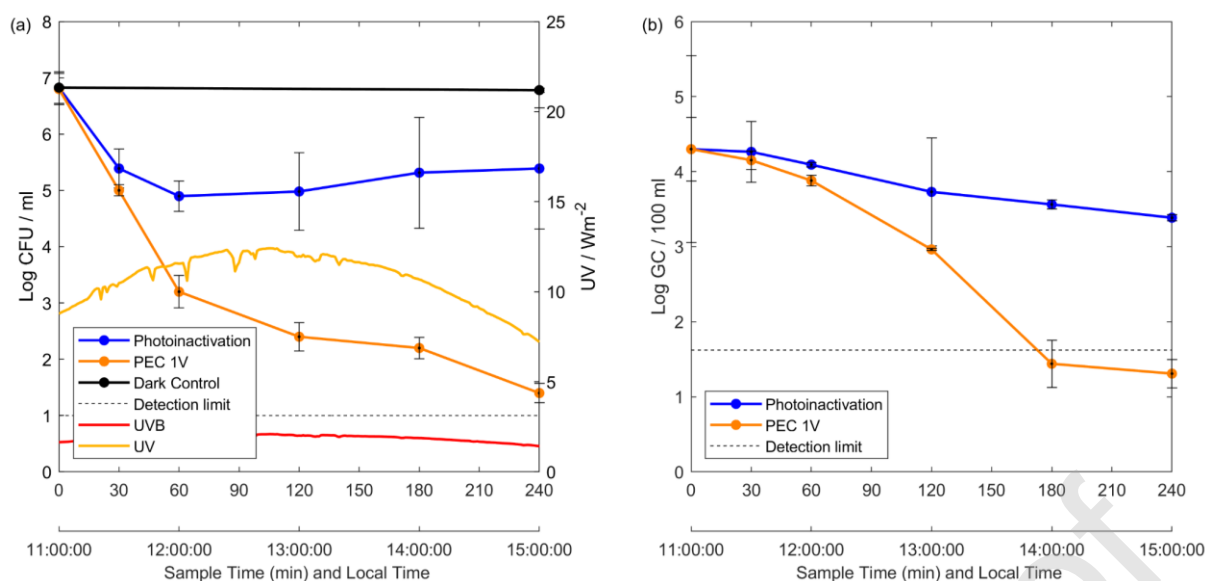 (a)
8
7
6
5
4
3
2
1
0
Log CFU / ml
25
20
15
10
5
0
UV / Wm-2
Photoinactivation
PEC 1V
Dark Control
Detection limit
UVB
UV
0 30 60 90 120 150 180 210 240
11:00:00 12:00:00 13:00:00 14:00:00 15:00:00
Sample Time (min) and Local Time
(b)
6
5
4
3
2
1
0
Log GC / 100 ml
Photoinactivation
PEC 1V
Detection limit
0 30 60 90 120 150 180 210 240
11:00:00 12:00:00 13:00:00 14:00:00 15:00:00
Sample Time (min) and Local Time